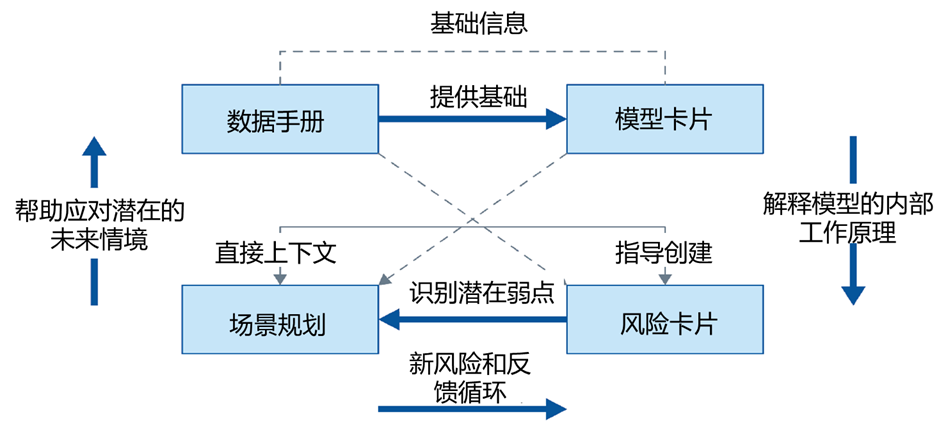 基础信息
数据手册
提供基础
模型卡片
帮助应对潜在的
未来情境
解释模型的内部
工作原理
直接上下文
指导创建
场景规划
识别潜在弱点
风险卡片
新风险和反
馈循环